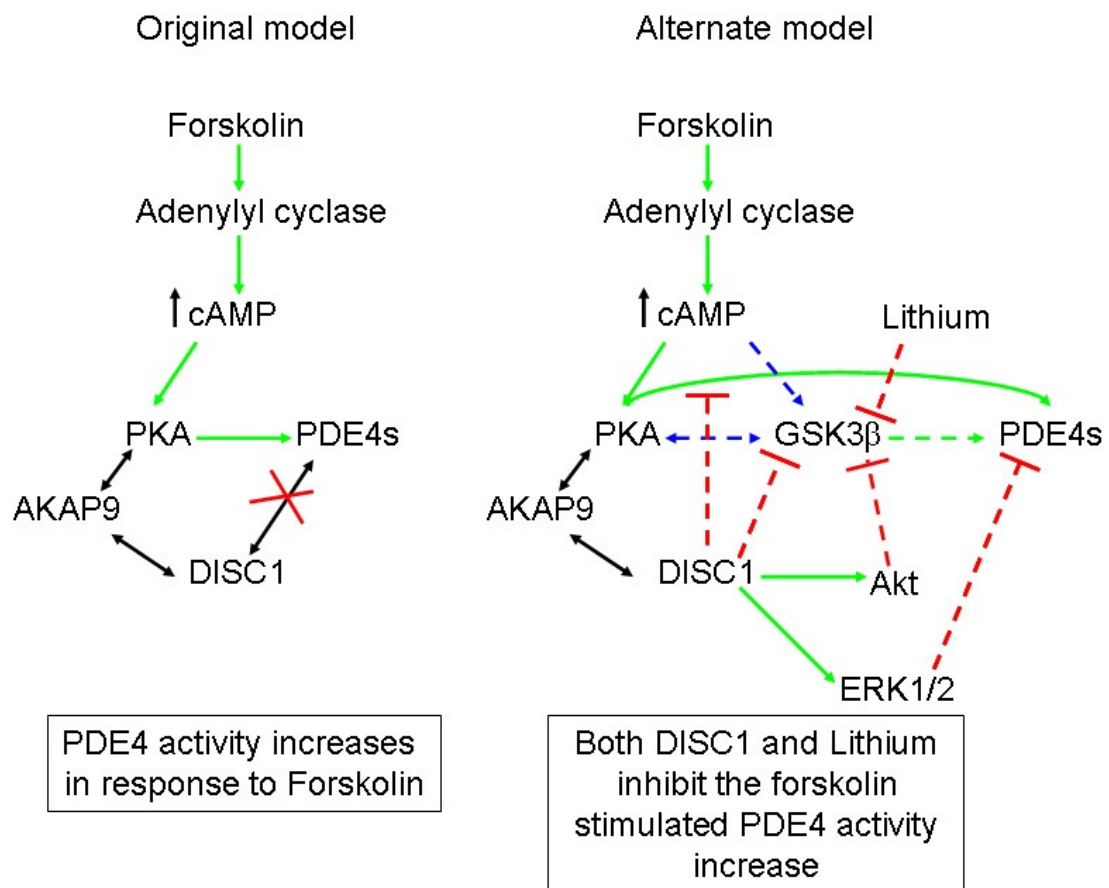 Original model
Forskolin
Adenylyl cyclase
cAMP
PKA
PDE4s
AKAP9
DISC1
PDE4 activity increases
in response to Forskolin
Alternate model
Forskolin
Adenylyl cyclase
cAMP
Lithium
PKA
GSK3β
PDE4s
AKAP9
DISC1
Akt
ERK1/2
Both DISC1 and Lithium
inhibit the forskolin
stimulated PDE4 activity
increase